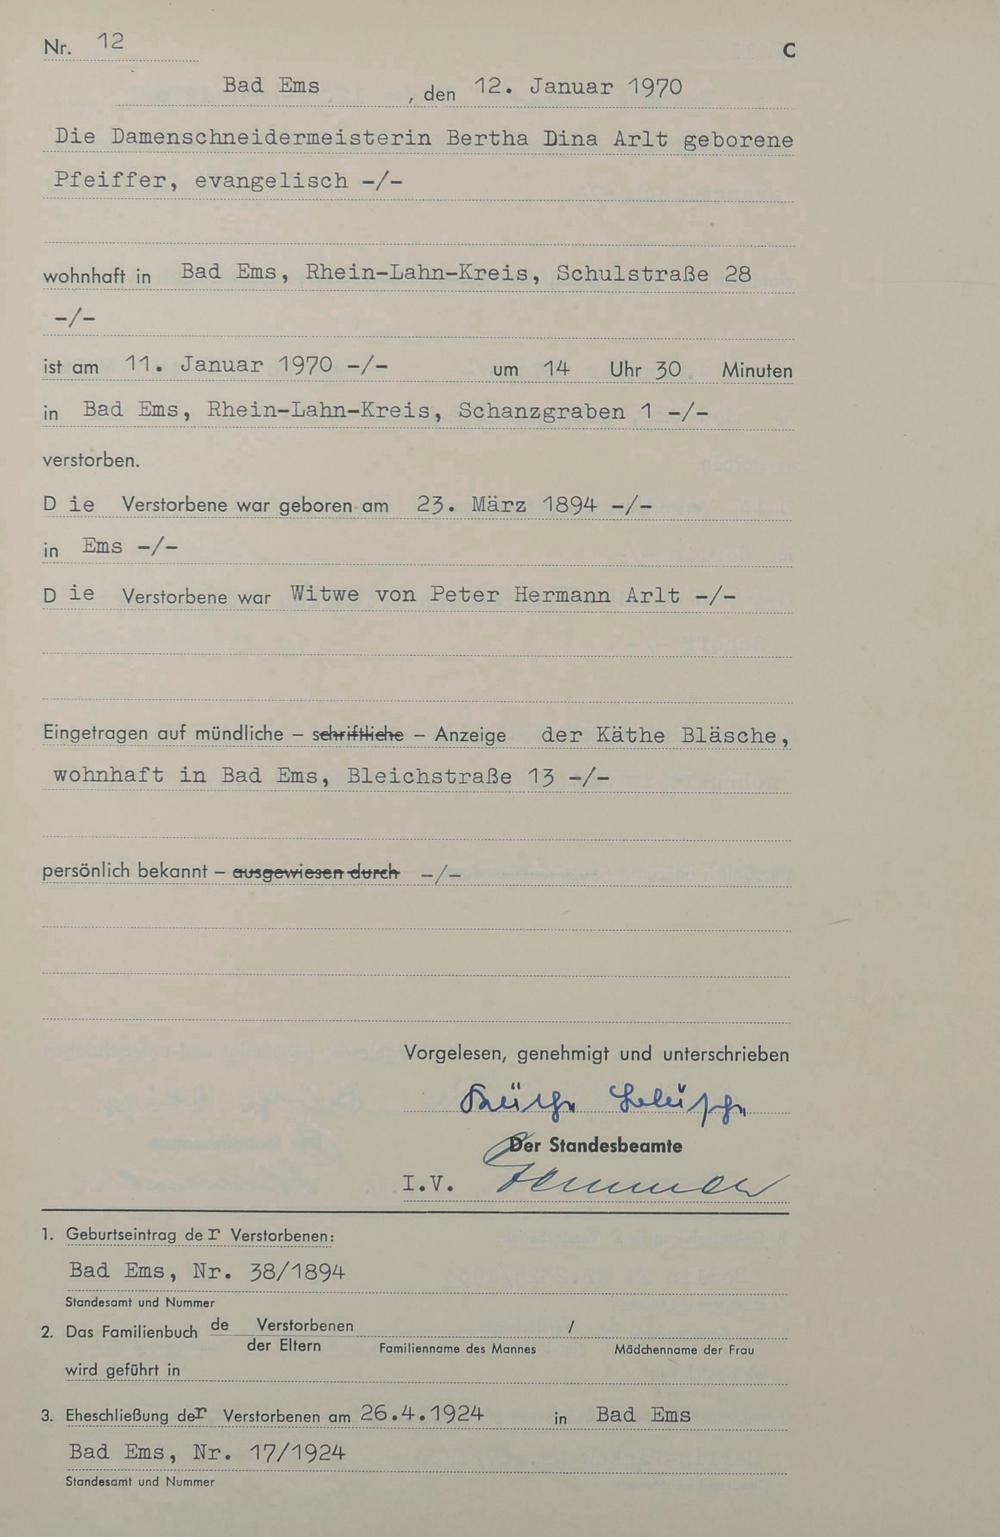 Nr. 12 C
Bad Ems , den 12. Januar 1970
Die Damenschneidermeisterin Bertha Dina Arlt geborene
Pfeiffer, evangelisch -/-
wohnhaft in Bad Ems, Rhein-Lahn-Kreis, Schulstraße 28
-/-
ist am 11. Januar 1970 -/- um 14 Uhr 30 Minuten
in Bad Ems, Rhein-Lahn-Kreis, Schanzgraben 1 -/-
verstorben.
D ie Verstorbene war geboren am 23. März 1894 -/-
in Ems -/-
D ie Verstorbene war Witwe von Peter Hermann Arlt -/-
Eingetragen auf mündliche – schriftliche – Anzeige der Käthe Bläsche,
wohnhaft in Bad Ems, Bleichstraße 13 -/-
persönlich bekannt – ausgewiesen durch -/-
Vorgelesen, genehmigt und unterschrieben
Käthe Bläsche
Der Standesbeamte
I.V.
1. Geburtseintrag der Verstorbenen:
Bad Ems, Nr. 38/1894
Standesamt und Nummer
2. Das Familienbuch de Verstorbenen /
der Eltern Familienname des Mannes Mädchenname der Frau
wird geführt in
3. Eheschließung der Verstorbenen am 26.4.1924 in Bad Ems
Bad Ems, Nr. 17/1924
Standesamt und Nummer